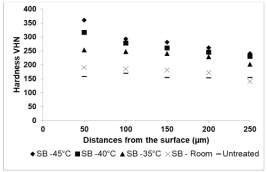 Hardness VHN
400
350
300
250
200
150
100
50
0
0 50 100 150 200 250
Distances from the surface (µm)
SB -45°C SB -40°C SB -35°C SB - Room Untreated